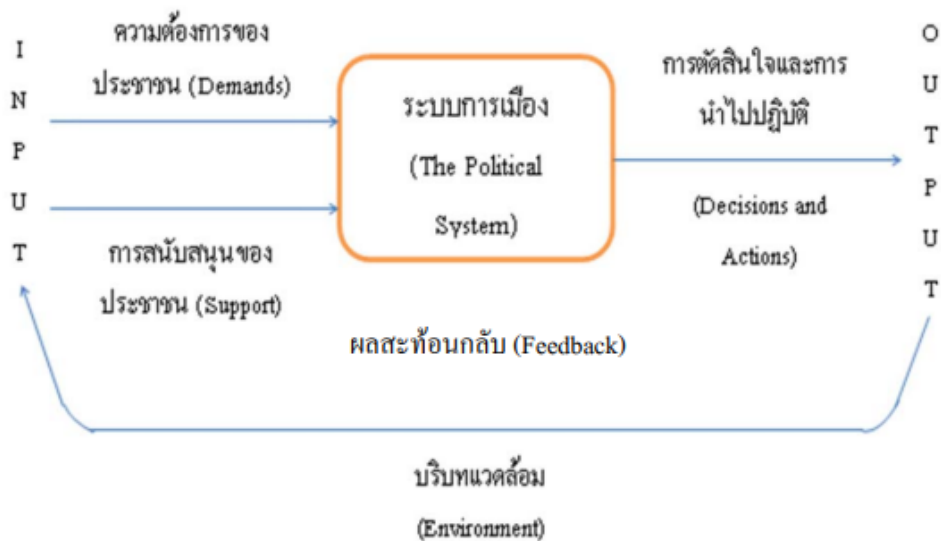 INPUT
ความต้องการของ
ประชาชน (Demands)
การสนับสนุนของ
ประชาชน (Support)
ระบบการเมือง
(The Political
System)
การตัดสินใจและการ
นำไปปฏิบัติ
(Decisions and
Actions)
OUTPUT
ผลสะท้อนกลับ (Feedback)
บริบทแวดล้อม
(Environment)